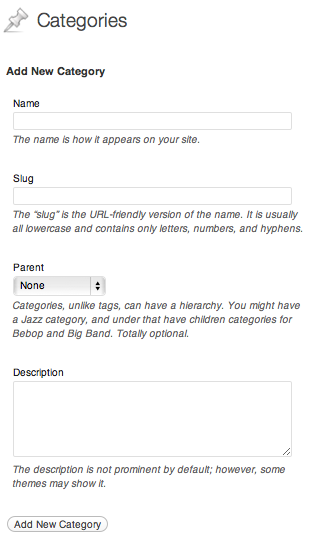 Categories
Add New Category
Name
The name is how it appears on your site.
Slug
The “slug” is the URL-friendly version of the name. It is usually
all lowercase and contains only letters, numbers, and hyphens.
Parent
None
Categories, unlike tags, can have a hierarchy. You might have
a Jazz category, and under that have children categories for
Bebop and Big Band. Totally optional.
Description
The description is not prominent by default; however, some
themes may show it.
Add New Category